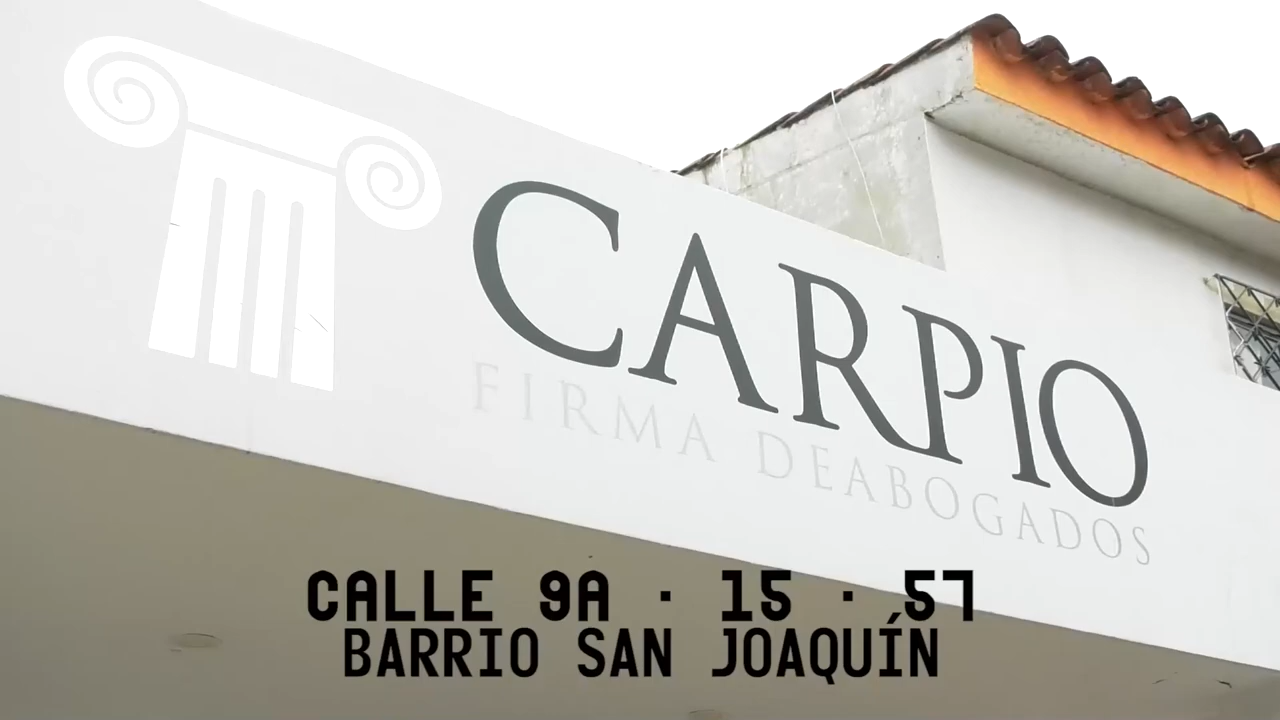 CARPIO
FIRMA DEABOGADOS
CALLE 9A · 15 · 57
BARRIO SAN JOAQUÍN